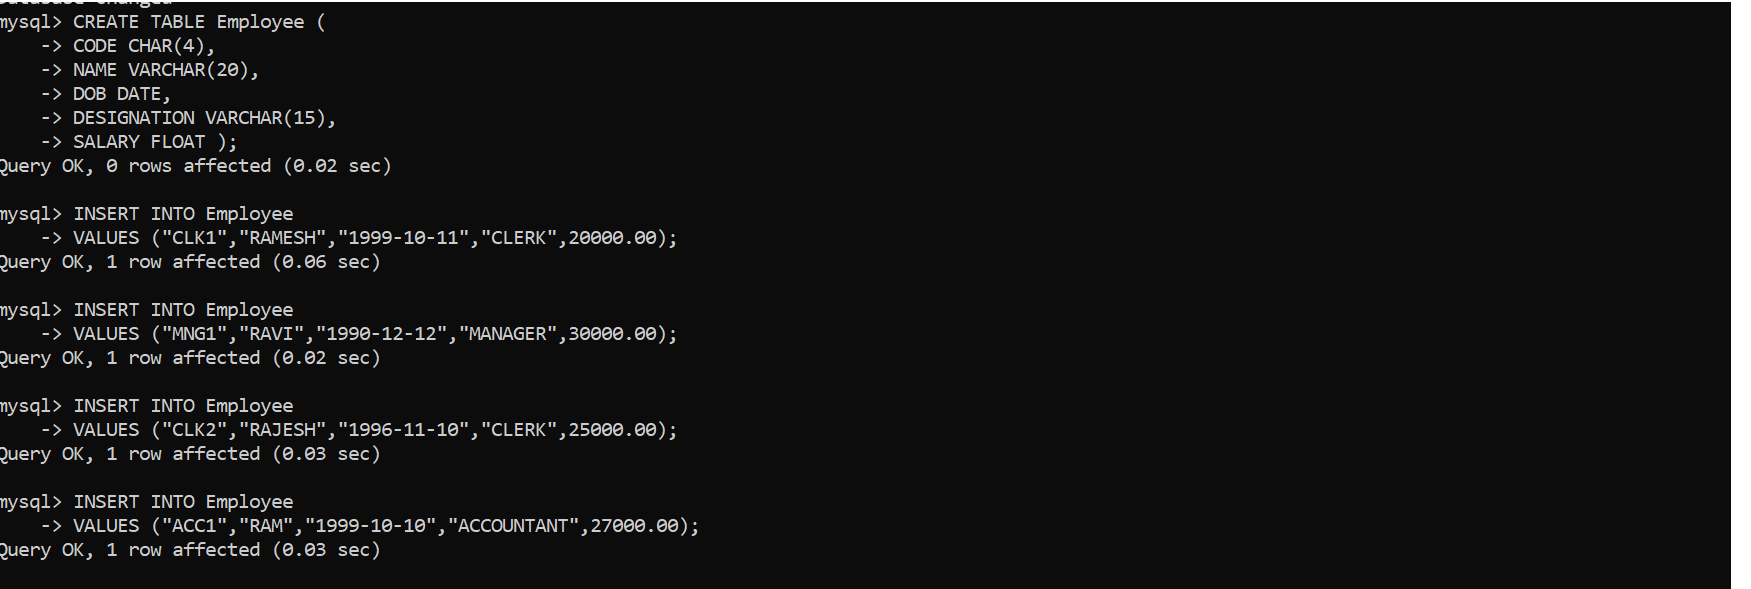 mysql> CREATE TABLE Employee (
-> CODE CHAR(4),
-> NAME VARCHAR(20),
-> DOB DATE,
-> DESIGNATION VARCHAR(15),
-> SALARY FLOAT );
Query OK, 0 rows affected (0.02 sec)
mysql> INSERT INTO Employee
-> VALUES ("CLK1","RAMESH","1999-10-11","CLERK",20000.00);
Query OK, 1 row affected (0.06 sec)
mysql> INSERT INTO Employee
-> VALUES ("MNG1","RAVI","1990-12-12","MANAGER",30000.00);
Query OK, 1 row affected (0.02 sec)
mysql> INSERT INTO Employee
-> VALUES ("CLK2","RAJESH","1996-11-10","CLERK",25000.00);
Query OK, 1 row affected (0.03 sec)
mysql> INSERT INTO Employee
-> VALUES ("ACC1","RAM","1999-10-10","ACCOUNTANT",27000.00);
Query OK, 1 row affected (0.03 sec)